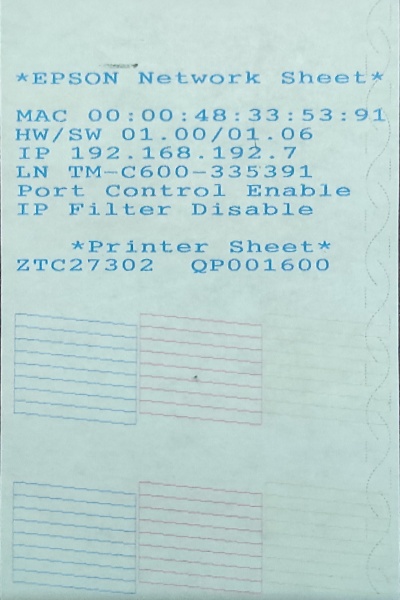 *EPSON Network Sheet*
MAC 00:00:48:33:53:91
HW/SW 01.00/01.06
IP 192.168.192.7
LN TM-C600-335391
Port Control Enable
IP Filter Disable
*Printer Sheet*
ZTC27302 QP001600